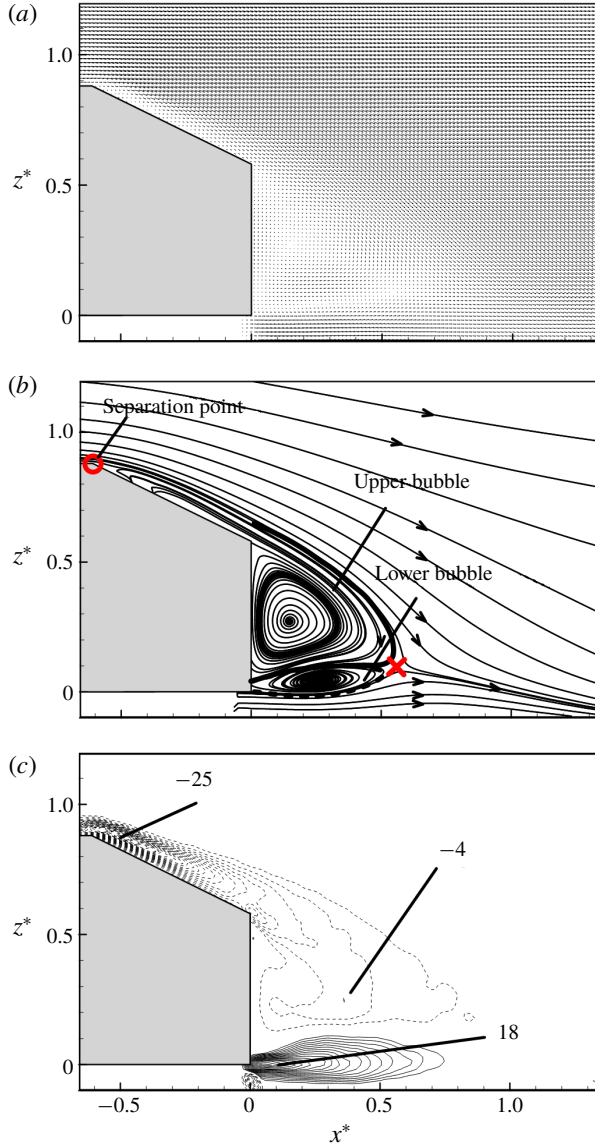 (a)
1.0
z*
0.5
0
(b)
Separation point
1.0
Upper bubble
z*
0.5
Lower bubble
0
(c)
−25
1.0
−4
z*
0.5
18
0
−0.5 0 0.5 1.0
x*